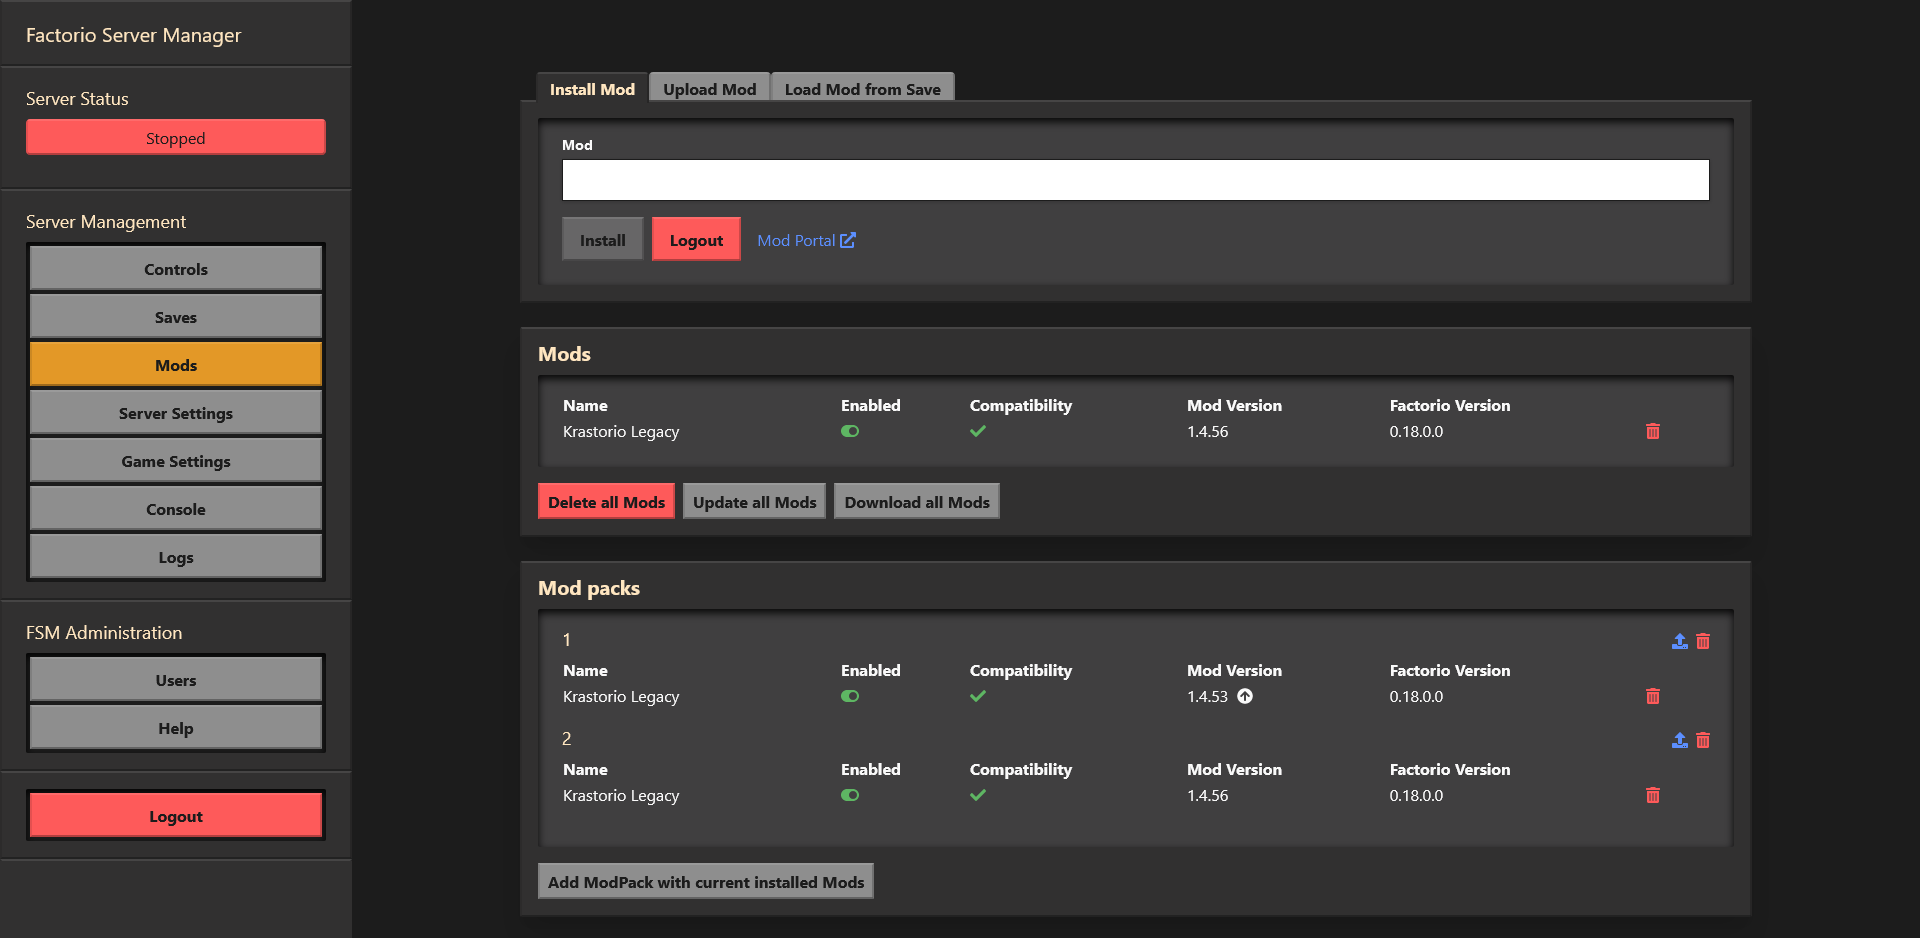 Factorio Server Manager
Server Status
Stopped
Server Management
Controls
Saves
Mods
Server Settings
Game Settings
Console
Logs
FSM Administration
Users
Help
Logout
Install Mod Upload Mod Load Mod from Save
Mod
Install Logout Mod Portal
Mods
Name Enabled Compatibility Mod Version Factorio Version
Krastorio Legacy 1.4.56 0.18.0.0
Delete all Mods Update all Mods Download all Mods
Mod packs
1
Name Enabled Compatibility Mod Version Factorio Version
Krastorio Legacy 1.4.53 0.18.0.0
2
Name Enabled Compatibility Mod Version Factorio Version
Krastorio Legacy 1.4.56 0.18.0.0
Add ModPack with current installed Mods